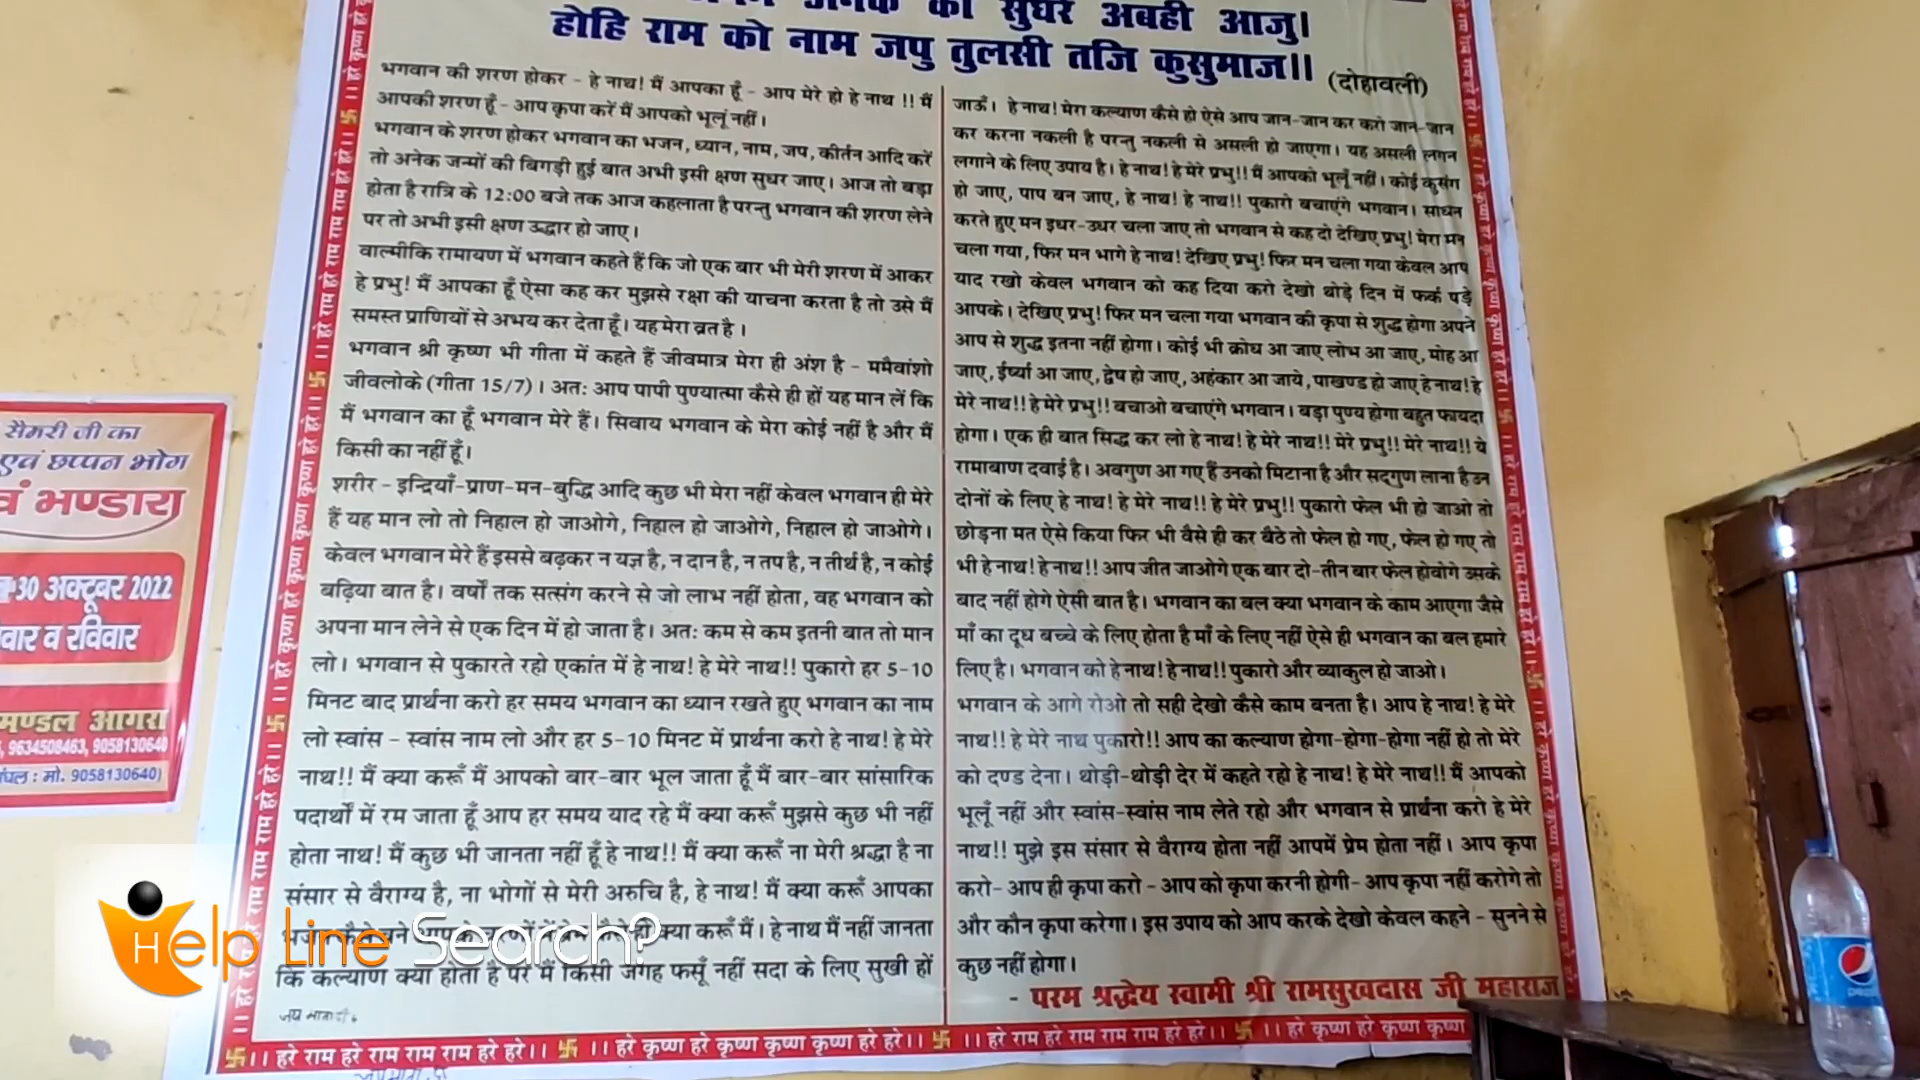 की सुधरै अबही आजु।
होहि राम को नाम जपु तुलसी तजि कुसुमाज।।
(दोहावली)
भगवान की शरण होकर - हे नाथ! मैं आपका हूँ - आप मेरे हो हे नाथ !! मैं
आपकी शरण हूँ - आप कृपा करें मैं आपको भूलूं नहीं।
भगवान के शरण होकर भगवान का भजन, ध्यान, नाम, जप, कीर्तन आदि करें
तो अनेक जन्मों की बिगड़ी हुई बात अभी इसी क्षण सुधर जाए। आज तो बड़ा
होता है रात्रि के 12:00 बजे तक आज कहलाता है परन्तु भगवान की शरण लेने
पर तो अभी इसी क्षण उद्धार हो जाए।
वाल्मीकि रामायण में भगवान कहते हैं कि जो एक बार भी मेरी शरण में आकर
हे प्रभु! मैं आपका हूँ ऐसा कह कर मुझसे रक्षा की याचना करता है तो उसे मैं
समस्त प्राणियों से अभय कर देता हूँ। यह मेरा व्रत है।
भगवान श्री कृष्ण भी गीता में कहते हैं जीवमात्र मेरा ही अंश है - ममैवांशो
जीवलोके (गीता 15/7)। अतः आप पापी पुण्यात्मा कैसे ही हों यह मान लें कि
मैं भगवान का हूँ भगवान मेरे हैं। सिवाय भगवान के मेरा कोई नहीं है और मैं
किसी का नहीं हूँ।
शरीर - इन्द्रियाँ-प्राण-मन-बुद्धि आदि कुछ भी मेरा नहीं केवल भगवान ही मेरे
हैं यह मान लो तो निहाल हो जाओगे, निहाल हो जाओगे, निहाल हो जाओगे।
केवल भगवान मेरे हैं इससे बढ़कर न यज्ञ है, न दान है, न तप है, न तीर्थ है, न कोई
बढ़िया बात है। वर्षों तक सत्संग करने से जो लाभ नहीं होता, वह भगवान को
अपना मान लेने से एक दिन में हो जाता है। अतः कम से कम इतनी बात तो मान
लो। भगवान से पुकारते रहो एकांत में हे नाथ! हे मेरे नाथ!! पुकारो हर 5-10
मिनट बाद प्रार्थना करो हर समय भगवान का ध्यान रखते हुए भगवान का नाम
लो स्वांस - स्वांस नाम लो और हर 5-10 मिनट में प्रार्थना करो हे नाथ! हे मेरे
नाथ!! मैं क्या करूँ मैं आपको बार-बार भूल जाता हूँ मैं बार-बार सांसारिक
पदार्थों में रम जाता हूँ आप हर समय याद रहे मैं क्या करूँ मुझसे कुछ भी नहीं
होता नाथ! मैं कुछ भी जानता नहीं हूँ हे नाथ!! मैं क्या करूँ ना मेरी श्रद्धा है ना
संसार से वैराग्य है, ना भोगों से मेरी अरुचि है, हे नाथ! मैं क्या करूँ आपका
क्या करूँ मैं। हे नाथ मैं नहीं जानता
कि कल्याण क्या होता है पर मैं किसी जगह फसूँ नहीं सदा के लिए सुखी हों
जाऊँ। हे नाथ! मेरा कल्याण कैसे हो ऐसे आप जान-जान कर करो जान-जान
कर करना नकली है परन्तु नकली से असली हो जाएगा। यह असली लगन
लगाने के लिए उपाय है। हे नाथ! हे मेरे प्रभु!! मैं आपको भूलूँ नहीं। कोई कुसंग
हो जाए, पाप बन जाए, हे नाथ! हे नाथ!! पुकारो बचाएंगे भगवान। साधन
करते हुए मन इधर-उधर चला जाए तो भगवान से कह दो देखिए प्रभु! मेरा मन
चला गया, फिर मन भागे हे नाथ! देखिए प्रभु! फिर मन चला गया केवल आप
याद रखो केवल भगवान को कह दिया करो देखो थोड़े दिन में फर्क पड़े
आपके। देखिए प्रभु! फिर मन चला गया भगवान की कृपा से शुद्ध होगा अपने
आप से शुद्ध इतना नहीं होगा। कोई भी क्रोध आ जाए लोभ आ जाए, मोह आ
जाए, ईर्ष्या आ जाए, द्वेष हो जाए, अहंकार आ जाये, पाखण्ड हो जाए हे नाथ! हे
मेरे नाथ!! हे मेरे प्रभु!! बचाओ बचाएंगे भगवान। बड़ा पुण्य होगा बहुत फायदा
होगा। एक ही बात सिद्ध कर लो हे नाथ! हे मेरे नाथ!! मेरे प्रभु!! मेरे नाथ!! ये
रामाबाण दवाई है। अवगुण आ गए हैं उनको मिटाना है और सद्गुण लाना है उन
दोनों के लिए हे नाथ! हे मेरे नाथ!! हे मेरे प्रभु!! पुकारो फेल भी हो जाओ तो
छोड़ना मत ऐसे किया फिर भी वैसे ही कर बैठे तो फेल हो गए, फेल हो गए तो
भी हे नाथ! हे नाथ!! आप जीत जाओगे एक बार दो-तीन बार फेल होवोगे उसके
बाद नहीं होगे ऐसी बात है। भगवान का बल क्या भगवान के काम आएगा जैसे
माँ का दूध बच्चे के लिए होता है माँ के लिए नहीं ऐसे ही भगवान का बल हमारे
लिए है। भगवान को हे नाथ! हे नाथ!! पुकारो और व्याकुल हो जाओ।
भगवान के आगे रोओ तो सही देखो कैसे काम बनता है। आप हे नाथ! हे मेरे
नाथ!! हे मेरे नाथ पुकारो!! आप का कल्याण होगा-होगा-होगा नहीं हो तो मेरे
को दण्ड देना। थोड़ी-थोड़ी देर में कहते रहो हे नाथ! हे मेरे नाथ!! मैं आपको
भूलूँ नहीं और स्वांस-स्वांस नाम लेते रहो और भगवान से प्रार्थना करो हे मेरे
नाथ!! मुझे इस संसार से वैराग्य होता नहीं आपमें प्रेम होता नहीं। आप कृपा
करो- आप ही कृपा करो - आप को कृपा करनी होगी- आप कृपा नहीं करोगे तो
और कौन कृपा करेगा। इस उपाय को आप करके देखो केवल कहने - सुनने से
कुछ नहीं होगा।
- परम श्रद्धेय स्वामी श्री रामसुखदास जी महाराज
।। हरे राम हरे राम राम राम हरे हरे।। ।। हरे कृष्ण हरे कृष्ण कृष्ण कृष्ण हरे हरे।। ।। हरे राम हरे राम राम राम हरे हरे।। ।। हरे कृष्ण हरे कृष्ण कृष्ण
सैमरी जी का
एवं छप्पन भोग
वं भण्डारा
30 अक्टूबर 2022
वार व रविवार
मण्डल आगरा
9634508463, 9058130640
मो. 9058130640)
Help Line Search?